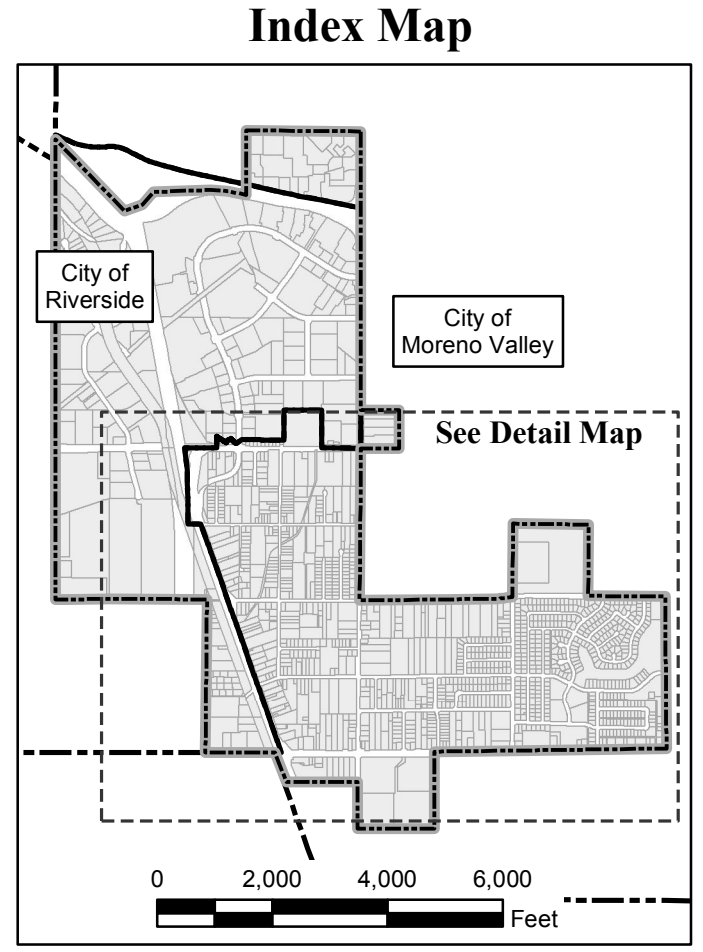 Index Map
City of
Riverside
City of
Moreno Valley
See Detail Map
0 2,000 4,000 6,000
Feet